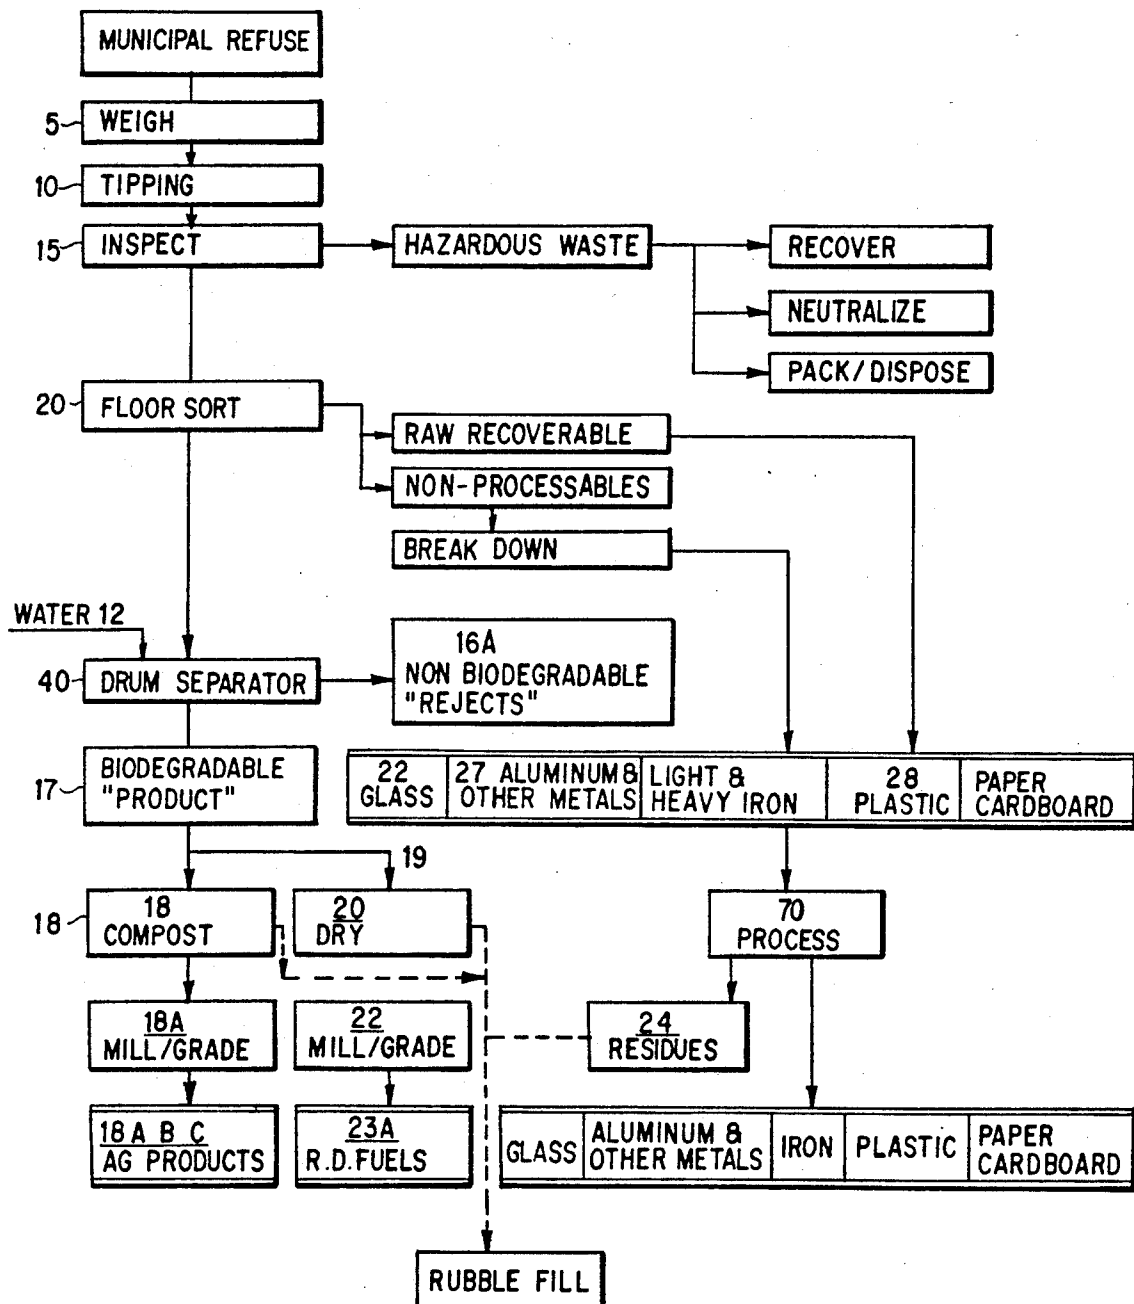 MUNICIPAL REFUSE
5 WEIGH
10 TIPPING
15 INSPECT
HAZARDOUS WASTE
RECOVER
NEUTRALIZE
PACK/DISPOSE
20 FLOOR SORT
RAW RECOVERABLE
NON-PROCESSABLES
BREAK DOWN
WATER 12
40 DRUM SEPARATOR
16A
NON BIODEGRADABLE
"REJECTS"
17
BIODEGRADABLE
"PRODUCT"
22
GLASS
27 ALUMINUM &
OTHER METALS
LIGHT &
HEAVY IRON
28
PLASTIC
PAPER
CARDBOARD
19
18
18
COMPOST
20
DRY
70
PROCESS
18A
MILL/GRADE
22
MILL/GRADE
24
RESIDUES
18A B C
AG PRODUCTS
23A
R.D.FUELS
GLASS
ALUMINUM &
OTHER METALS
IRON
PLASTIC
PAPER
CARDBOARD
RUBBLE FILL